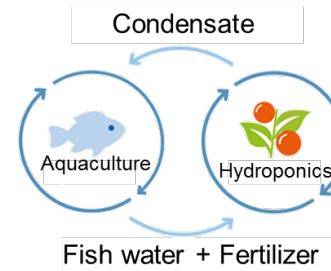 Condensate
Aquaculture
Hydroponics
Fish water + Fertilizer